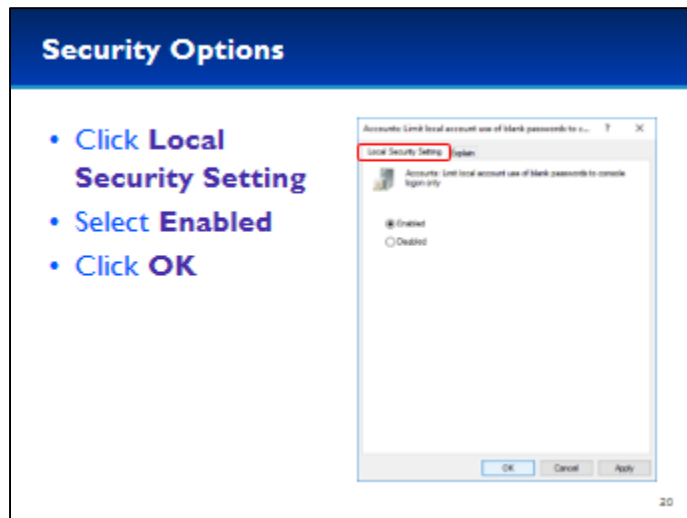 Security Options
• Click Local
Security Setting
• Select Enabled
• Click OK
Accounts: Limit local account use of blank passwords to c... ? X
Local Security Setting Explain
Accounts: Limit local account use of blank passwords to console
logon only
Enabled
Disabled
OK Cancel Apply
20